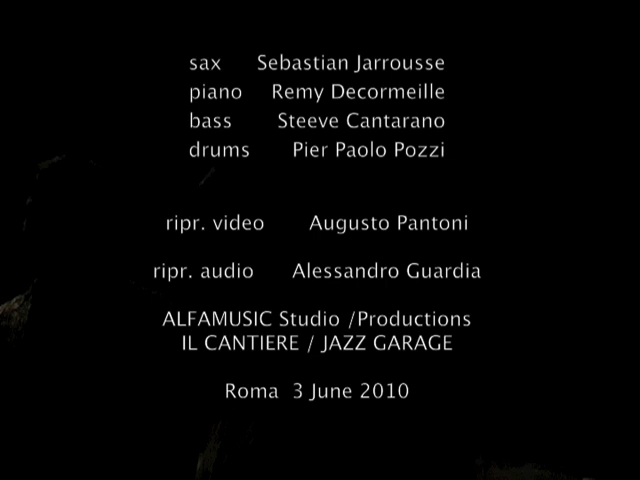 sax Sebastian Jarrousse
piano Remy Decormeille
bass Steeve Cantarano
drums Pier Paolo Pozzi
ripr. video Augusto Pantoni
ripr. audio Alessandro Guardia
ALFAMUSIC Studio /Productions
IL CANTIERE / JAZZ GARAGE
Roma 3 June 2010